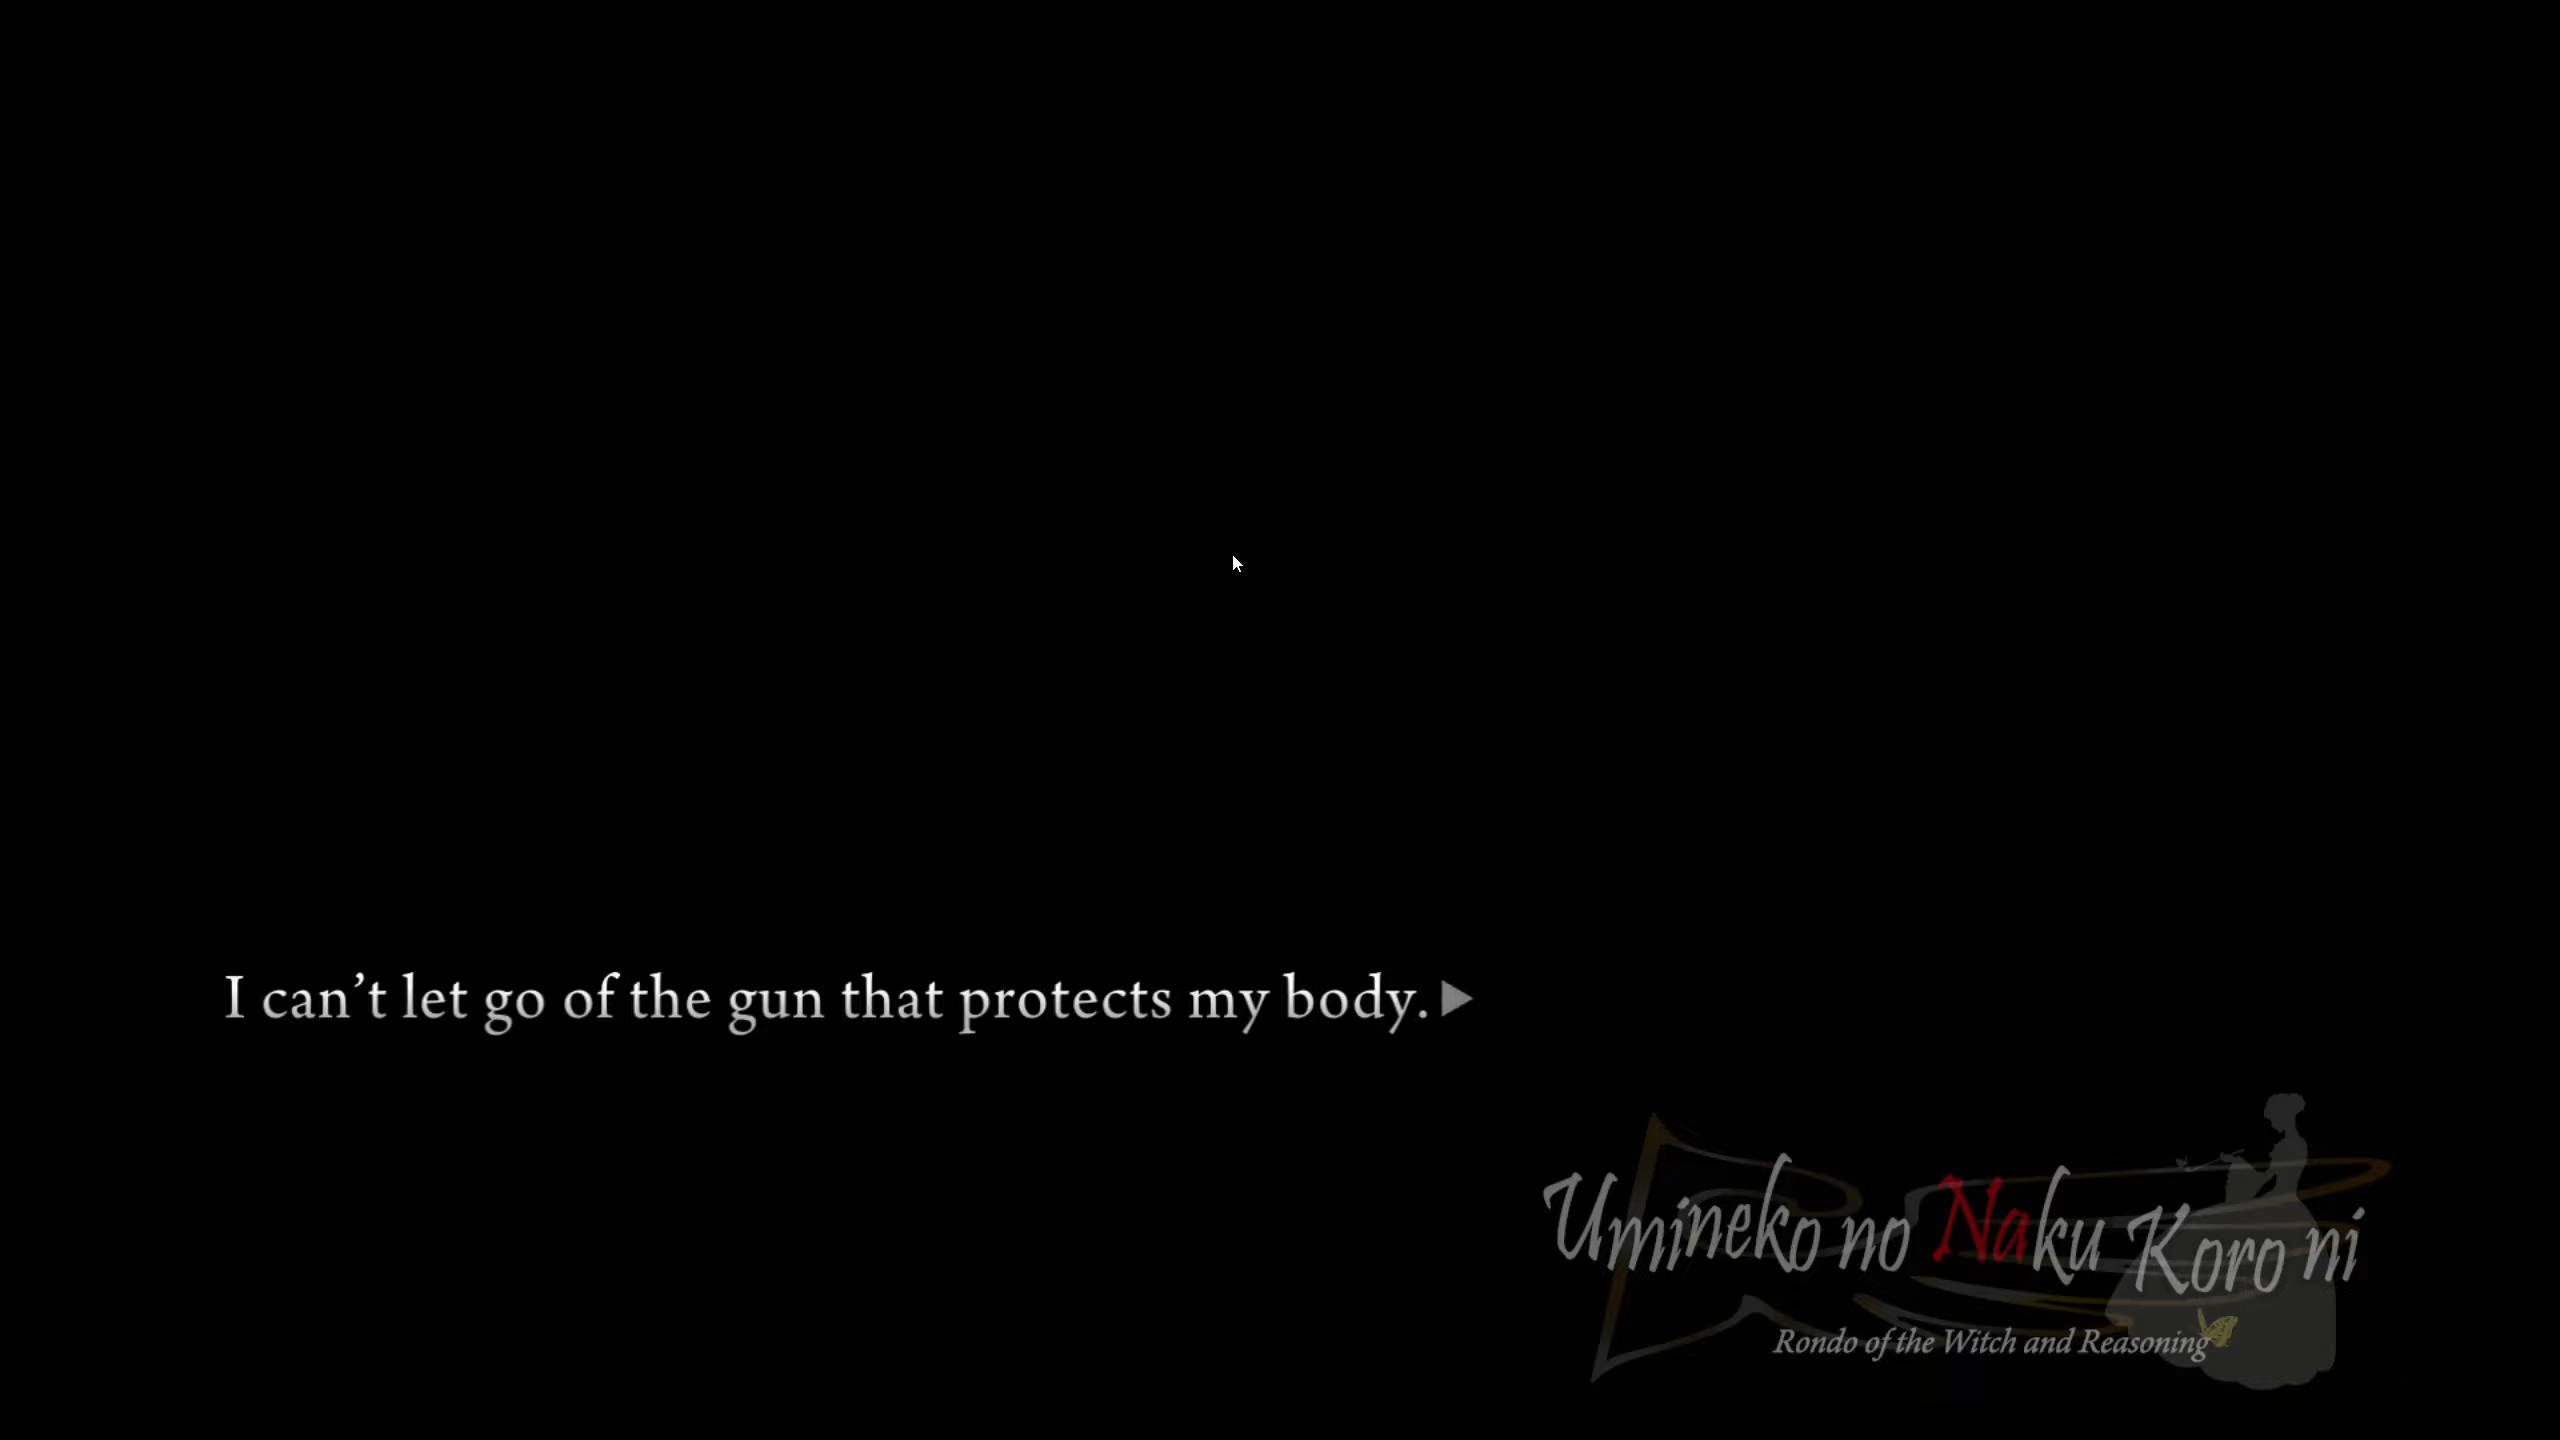 I can’t let go of the gun that protects my body.
Umineko no Naku Koro ni
Rondo of the Witch and Reasoning